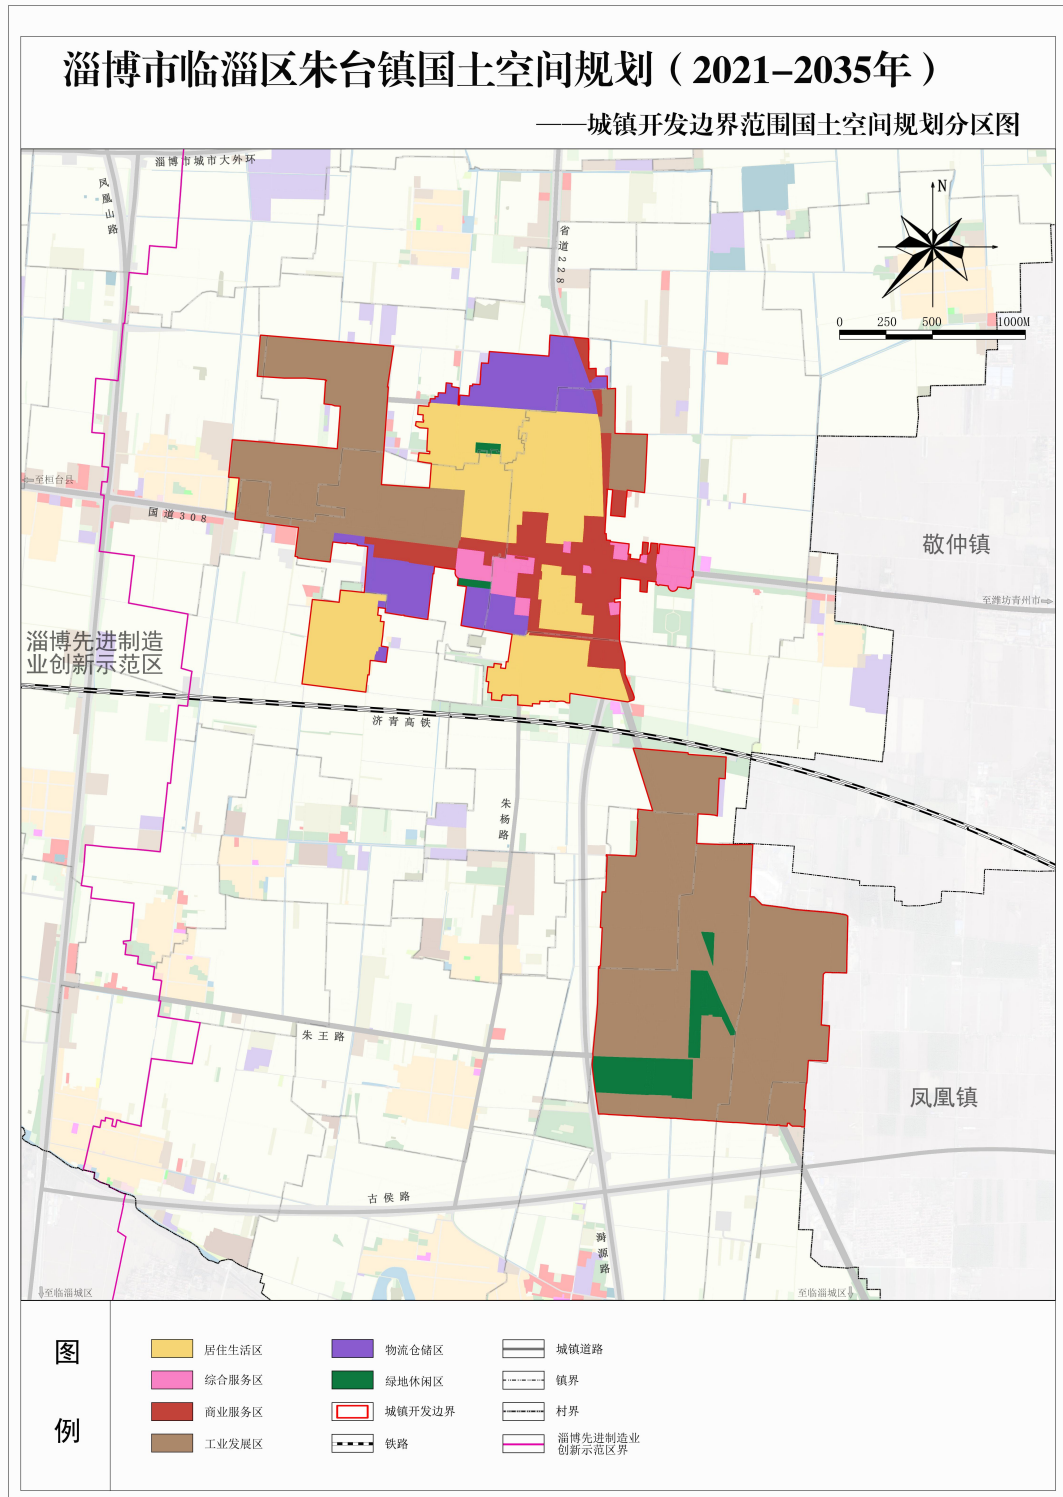 淄博市临淄区朱台镇国土空间规划（2021-2035年）
——城镇开发边界范围国土空间规划分区图
淄博市城市大外环
凤凰山路
省道228
N
0 250 500 1000M
至桓台县
国道308
敬仲镇
至潍坊青州市
淄博先进制造
业创新示范区
济青高铁
朱杨路
朱王路
凤凰镇
古侯路
淄源路
至临淄城区
至临淄城区
图例
居住生活区
综合服务区
商业服务区
工业发展区
物流仓储区
绿地休闲区
城镇开发边界
铁路
城镇道路
镇界
村界
淄博先进制造业
创新示范区界